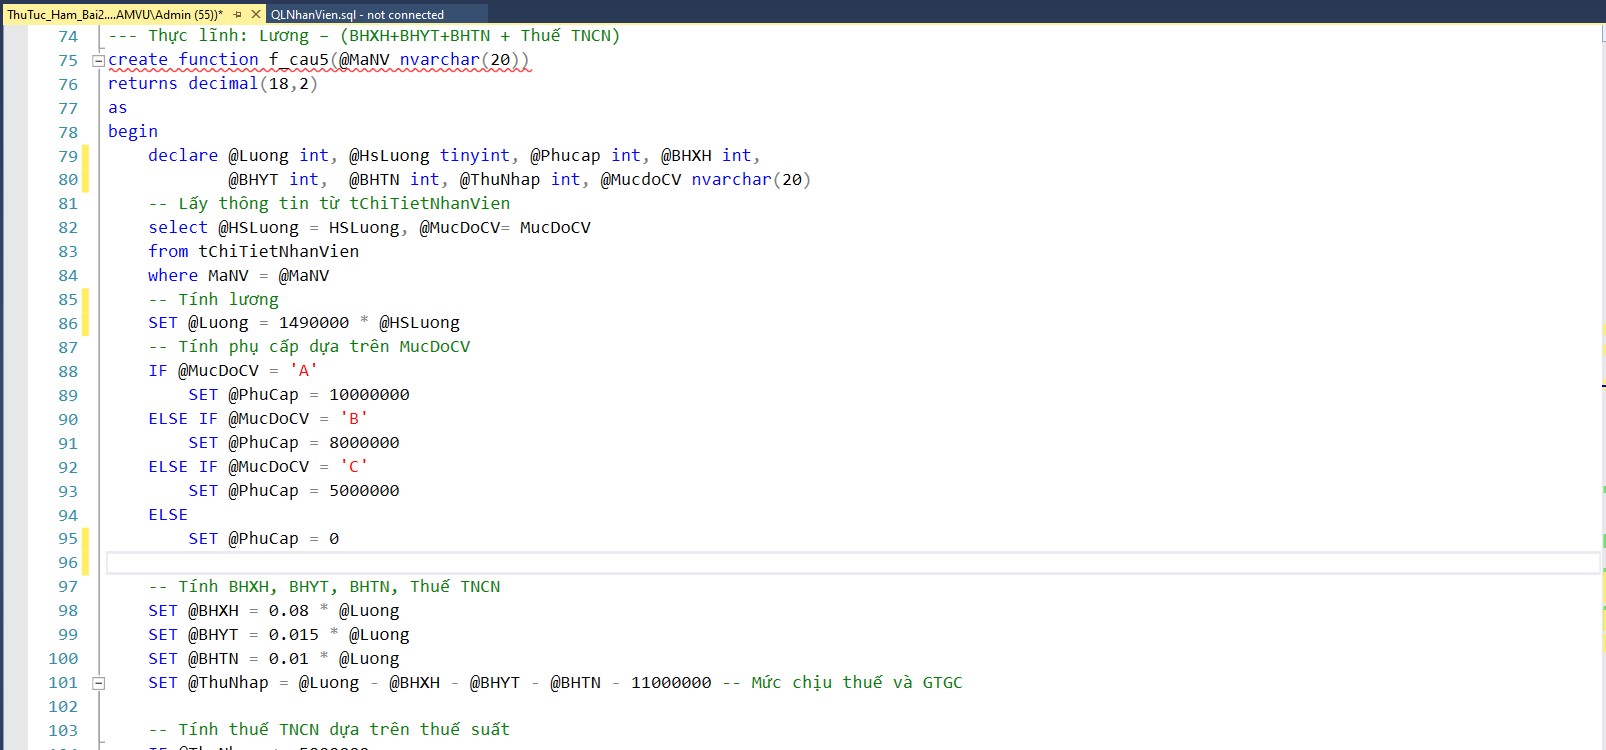 ThuTuc_Ham_Bai2....AMVU\Admin (55))* QLNhanVien.sql - not connected
74 --- Thực lĩnh: Lương – (BHXH+BHYT+BHTN + Thuế TNCN)
75 create function f_cau5(@MaNV nvarchar(20))
76 returns decimal(18,2)
77 as
78 begin
79 declare @Luong int, @HsLuong tinyint, @Phucap int, @BHXH int,
80 @BHYT int, @BHTN int, @ThuNhap int, @MucdoCV nvarchar(20)
81 -- Lấy thông tin từ tChiTietNhanVien
82 select @HSLuong = HSLuong, @MucDoCV= MucDoCV
83 from tChiTietNhanVien
84 where MaNV = @MaNV
85 -- Tính lương
86 SET @Luong = 1490000 * @HSLuong
87 -- Tính phụ cấp dựa trên MucDoCV
88 IF @MucDoCV = 'A'
89 SET @PhuCap = 10000000
90 ELSE IF @MucDoCV = 'B'
91 SET @PhuCap = 8000000
92 ELSE IF @MucDoCV = 'C'
93 SET @PhuCap = 5000000
94 ELSE
95 SET @PhuCap = 0
96
97 -- Tính BHXH, BHYT, BHTN, Thuế TNCN
98 SET @BHXH = 0.08 * @Luong
99 SET @BHYT = 0.015 * @Luong
100 SET @BHTN = 0.01 * @Luong
101 SET @ThuNhap = @Luong - @BHXH - @BHYT - @BHTN - 11000000 -- Mức chịu thuế và GTGC
102
103 -- Tính thuế TNCN dựa trên thuế suất